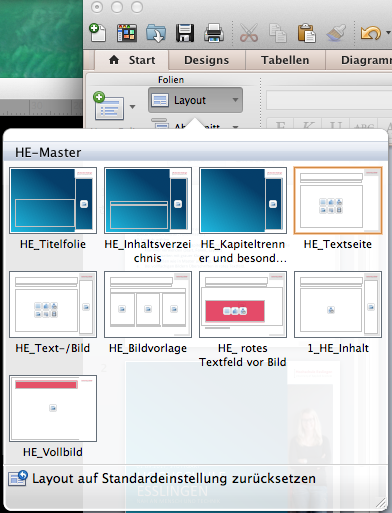 Start
Designs
Tabellen
Diagramm
Folien
Layout
HE-Master
HE_Titelfolie
HE_Inhaltsverzei
chnis
HE_Kapiteltrenn
er und besond...
HE_Textseite
HE_Text-/Bild
HE_Bildvorlage
HE_ rotes
Textfeld vor Bild
1_HE_Inhalt
HE_Vollbild
ESSLINGEN
Layout auf Standardeinstellung zurücksetzen